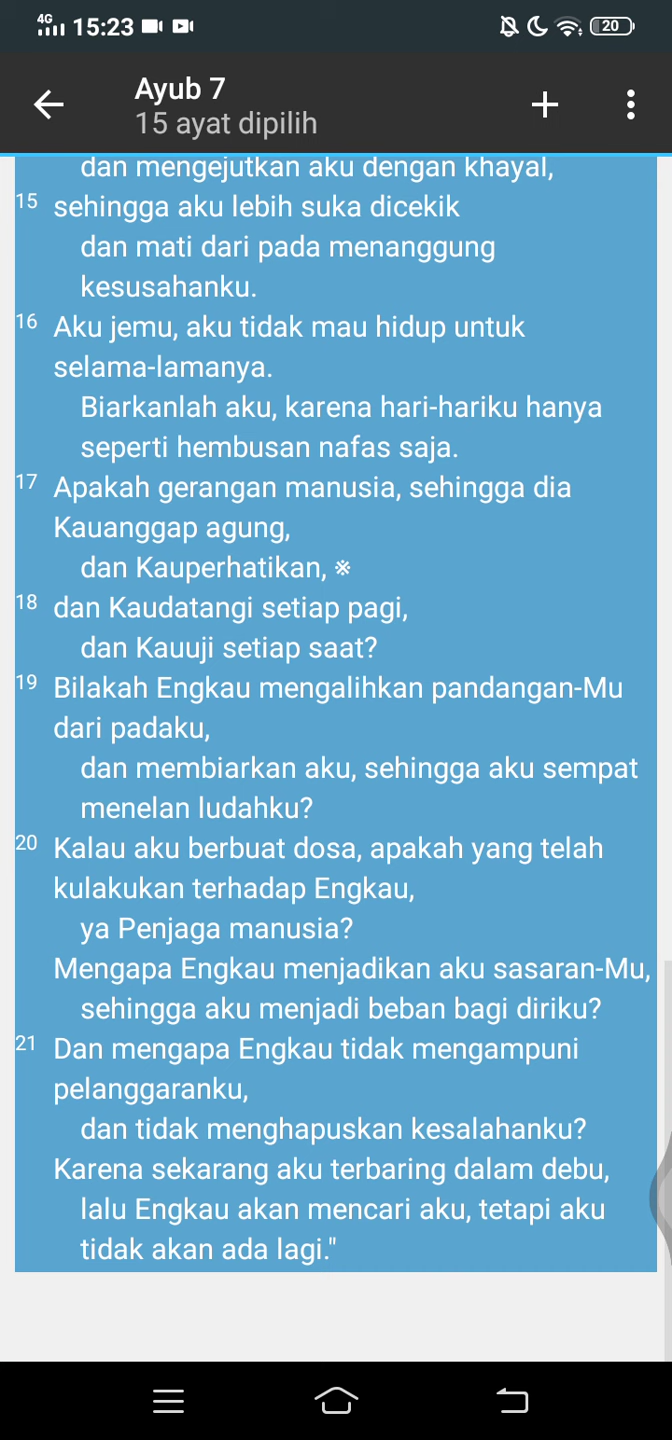 4G 15:23 20
Ayub 7
15 ayat dipilih
dan mengejutkan aku dengan khayal,
15 sehingga aku lebih suka dicekik
dan mati dari pada menanggung
kesusahanku.
16 Aku jemu, aku tidak mau hidup untuk
selama-lamanya.
Biarkanlah aku, karena hari-hariku hanya
seperti hembusan nafas saja.
17 Apakah gerangan manusia, sehingga dia
Kauanggap agung,
dan Kauperhatikan, ※
18 dan Kaudatangi setiap pagi,
dan Kauuji setiap saat?
19 Bilakah Engkau mengalihkan pandangan-Mu
dari padaku,
dan membiarkan aku, sehingga aku sempat
menelan ludahku?
20 Kalau aku berbuat dosa, apakah yang telah
kulakukan terhadap Engkau,
ya Penjaga manusia?
Mengapa Engkau menjadikan aku sasaran-Mu,
sehingga aku menjadi beban bagi diriku?
21 Dan mengapa Engkau tidak mengampuni
pelanggaranku,
dan tidak menghapuskan kesalahanku?
Karena sekarang aku terbaring dalam debu,
lalu Engkau akan mencari aku, tetapi aku
tidak akan ada lagi."